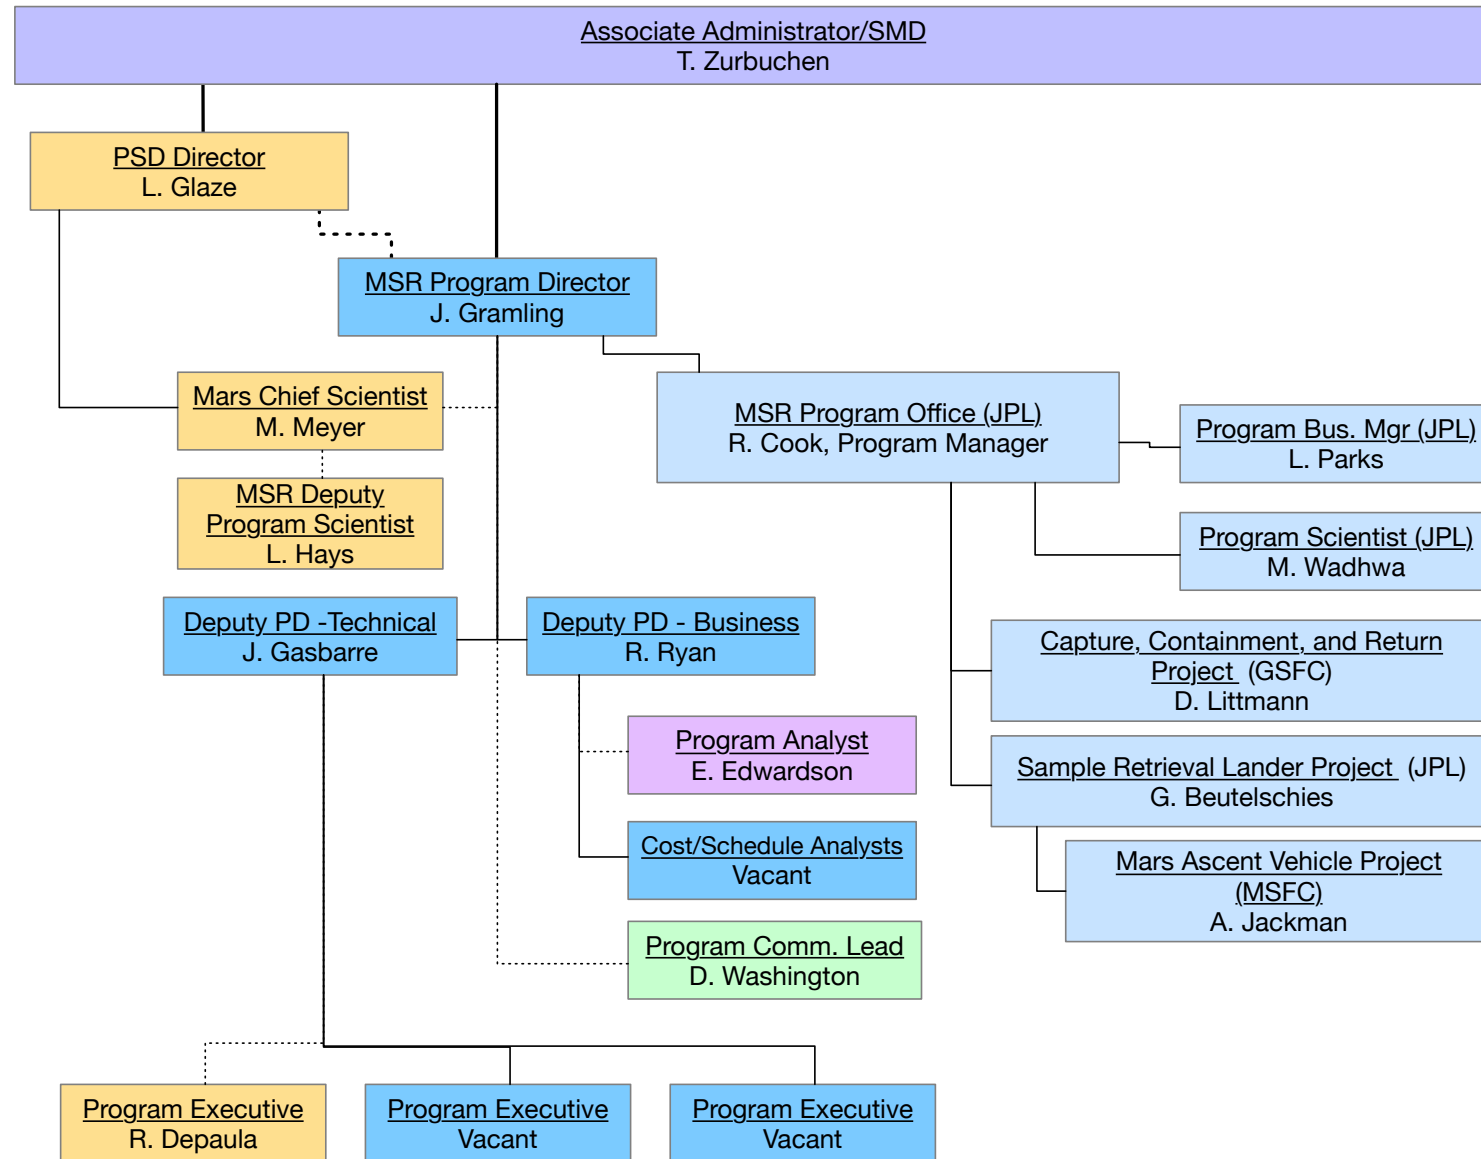 Associate Administrator/SMD
T. Zurbuchen
PSD Director
L. Glaze
MSR Program Director
J. Gramling
Mars Chief Scientist
M. Meyer
MSR Deputy
Program Scientist
L. Hays
MSR Program Office (JPL)
R. Cook, Program Manager
Program Bus. Mgr (JPL)
L. Parks
Program Scientist (JPL)
M. Wadhwa
Deputy PD -Technical
J. Gasbarre
Deputy PD - Business
R. Ryan
Capture, Containment, and Return
Project  (GSFC)
D. Littmann
Program Analyst
E. Edwardson
Sample Retrieval Lander Project  (JPL)
G. Beutelschies
Cost/Schedule Analysts
Vacant
Mars Ascent Vehicle Project
(MSFC)
A. Jackman
Program Comm. Lead
D. Washington
Program Executive
R. Depaula
Program Executive
Vacant
Program Executive
Vacant